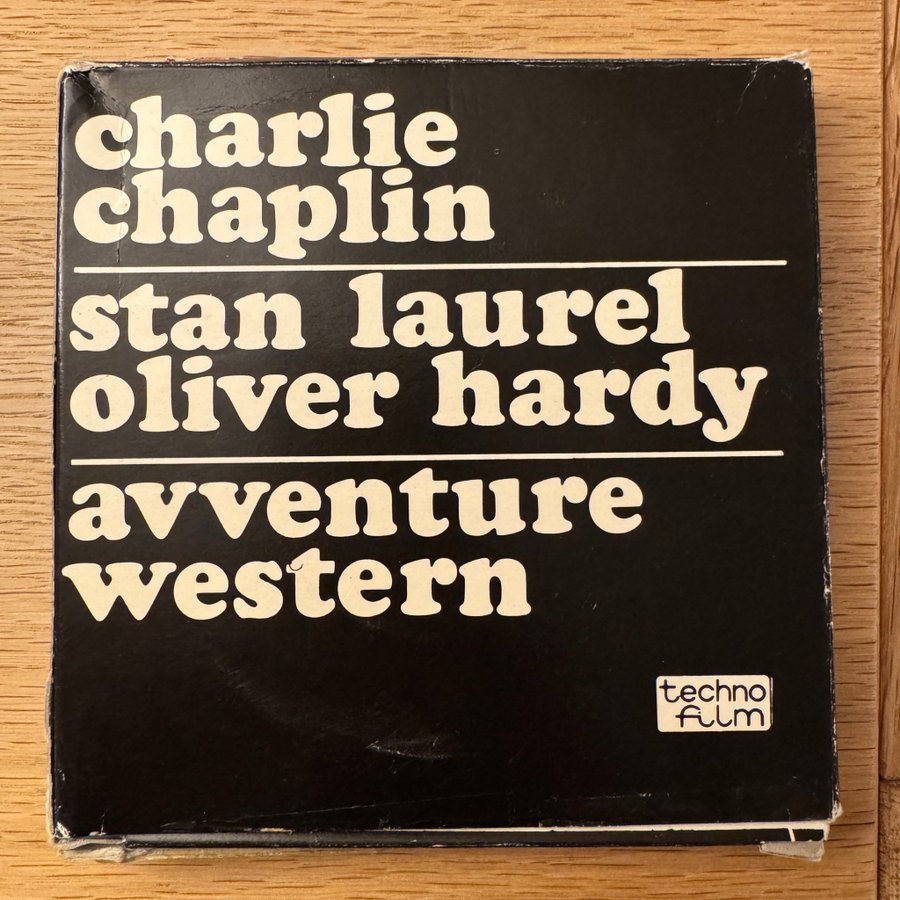 charlie
chaplin
stan laurel
oliver hardy
avventure
western
techno
film